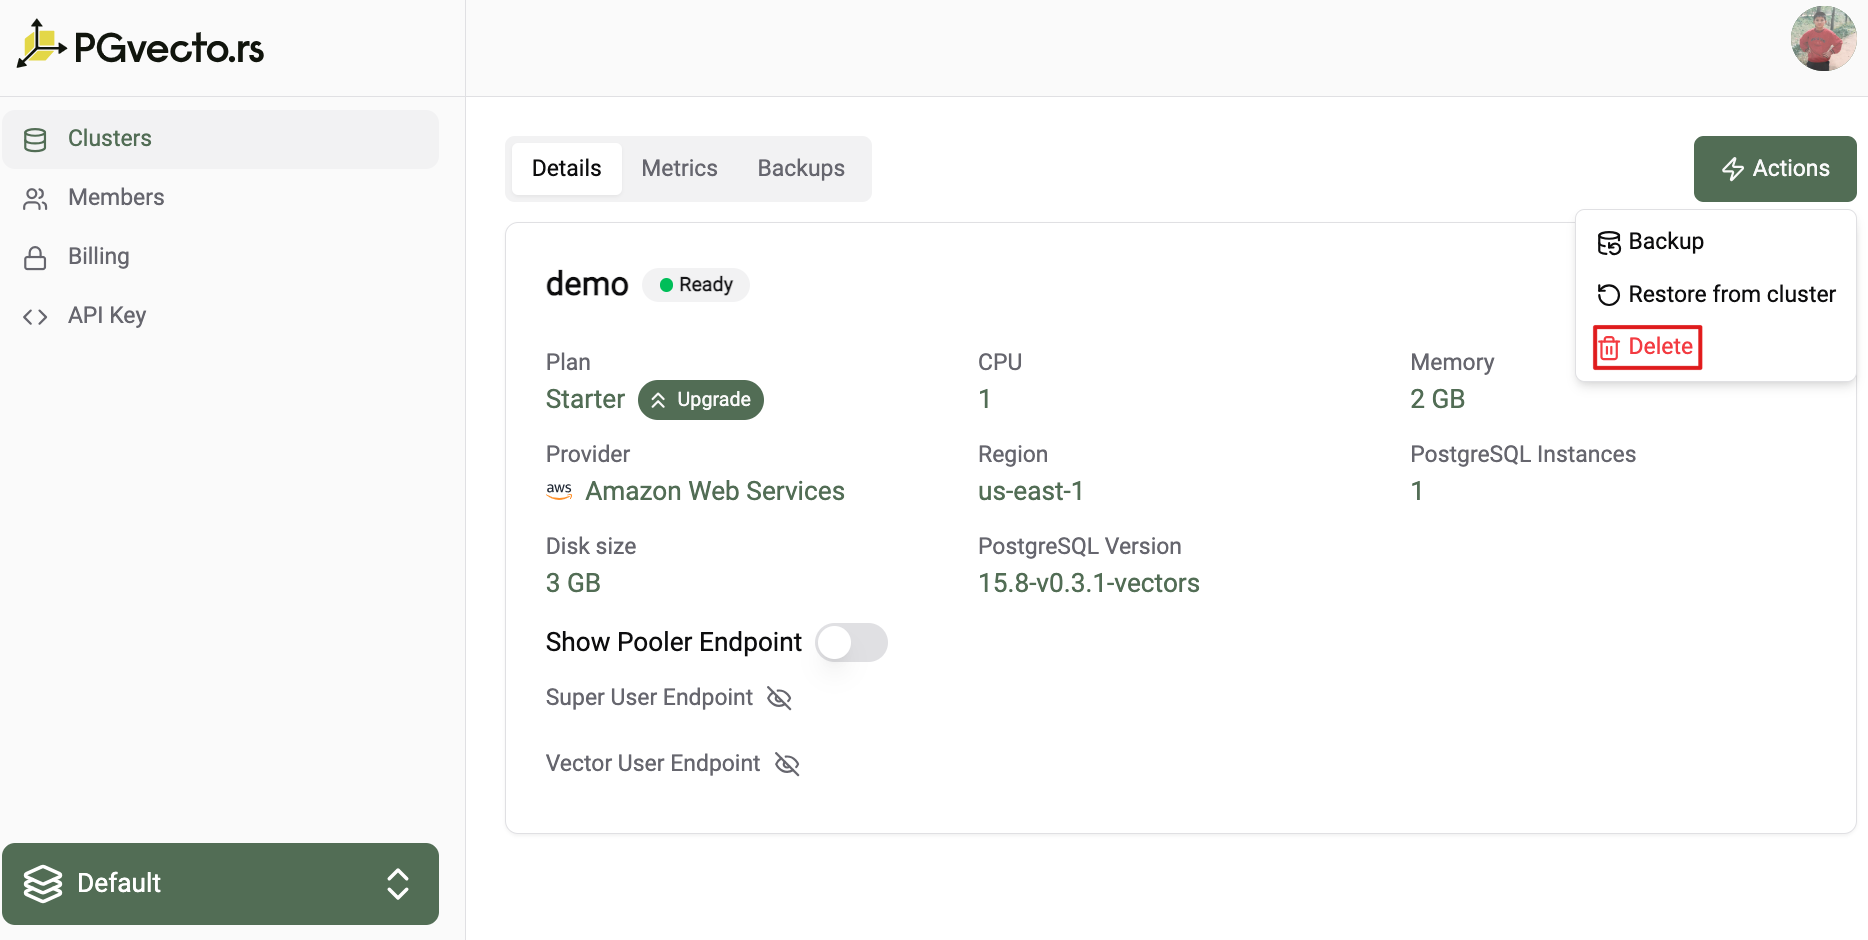 PGvecto.rs
Clusters
Members
Billing
API Key
Default
Details Metrics Backups
Actions
Backup
Restore from cluster
Delete
demo Ready
Plan
Starter Upgrade
CPU
1
Memory
2 GB
Provider
aws Amazon Web Services
Region
us-east-1
PostgreSQL Instances
1
Disk size
3 GB
PostgreSQL Version
15.8-v0.3.1-vectors
Show Pooler Endpoint
Super User Endpoint
Vector User Endpoint